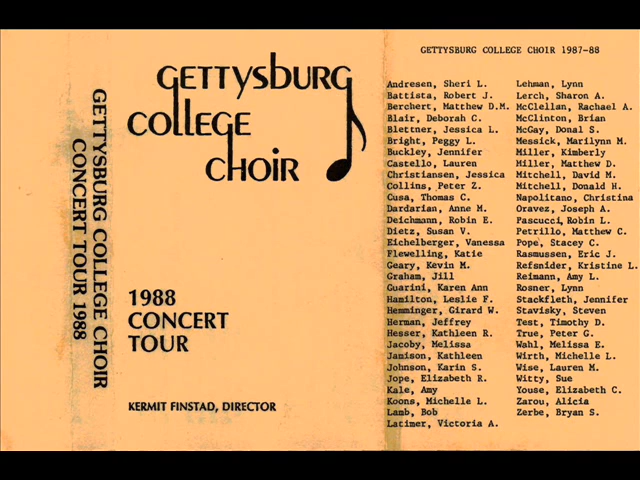 GETTYSBURG COLLEGE CHOIR
CONCERT TOUR 1988
GETTYSBURG
COLLEGE
CHOIR
1988
CONCERT
TOUR
KERMIT FINSTAD, DIRECTOR
GETTYSBURG COLLEGE CHOIR 1987-88
Andresen, Sheri L.
Battista, Robert J.
Berchert, Matthew D.M.
Blair, Deborah C.
Blettner, Jessica L.
Bright, Peggy L.
Buckley, Jennifer
Castello, Lauren
Christiansen, Jessica
Collins, Peter Z.
Cusa, Thomas C.
Dardarian, Anne M.
Deichmann, Robin E.
Dietz, Susan V.
Eichelberger, Vanessa
Flewelling, Katie
Geary, Kevin M.
Graham, Jill
Guarini, Karen Ann
Hamilton, Leslie F.
Hemminger, Girard W.
Herman, Jeffrey
Hesser, Kathleen R.
Jacoby, Melissa
Jamison, Kathleen
Johnson, Karin S.
Jope, Elizabeth R.
Kale, Amy
Koons, Michelle L.
Lamb, Bob
Latimer, Victoria A.
Lehman, Lynn
Lerch, Sharon A.
McClellan, Rachael A.
McClinton, Brian
McGay, Donal S.
Messick, Marilynn M.
Miller, Kimberly
Miller, Matthew D.
Mitchell, David M.
Mitchell, Donald H.
Napolitano, Christina
Oravez, Joseph A.
Pascucci, Robin L.
Petrillo, Matthew C.
Pope, Stacey C.
Rasmussen, Eric J.
Refsnider, Kristine L.
Reimann, Amy L.
Rosner, Lynn
Stackfleth, Jennifer
Stavisky, Steven
Test, Timothy D.
True, Peter G.
Wahl, Melissa E.
Wirth, Michelle L.
Wise, Lauren M.
Witty, Sue
Youse, Elizabeth C.
Zarou, Alicia
Zerbe, Bryan S.